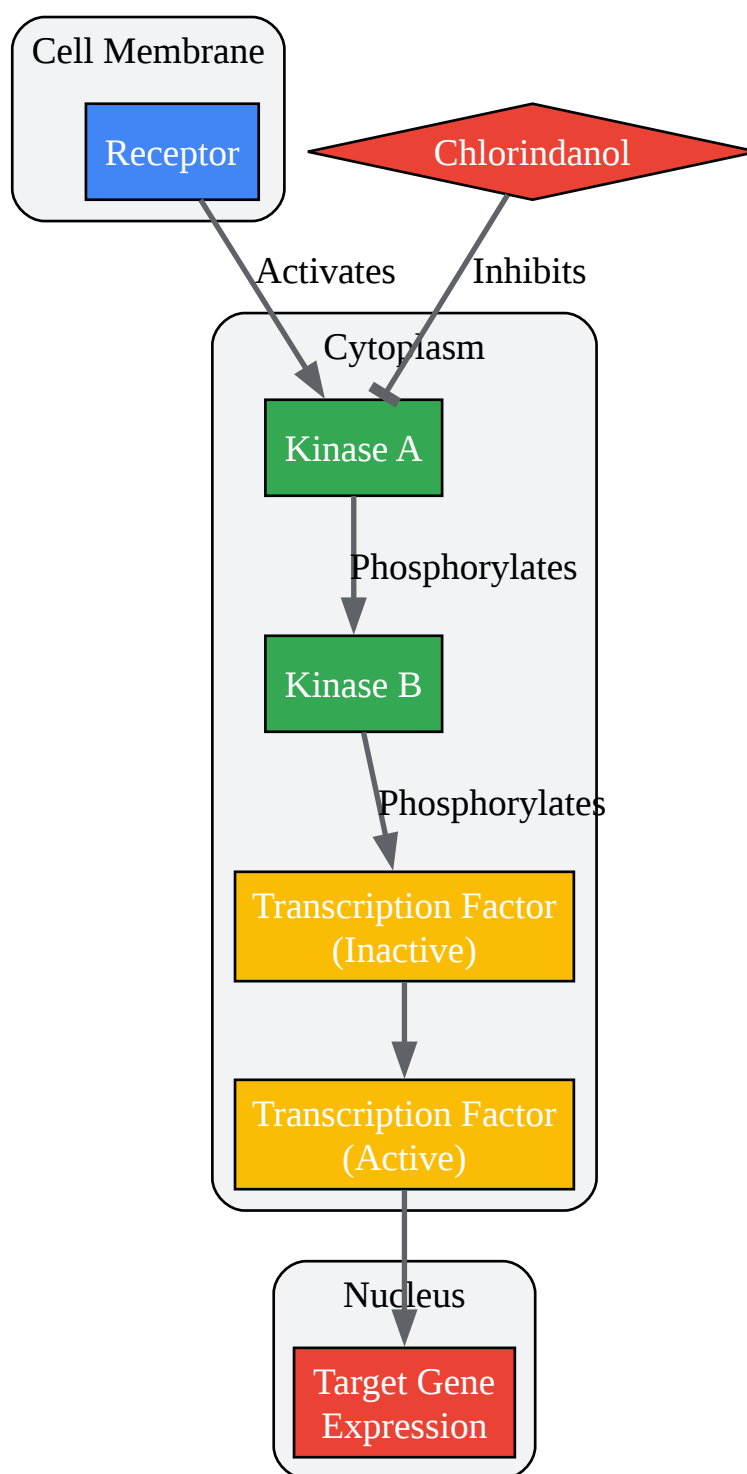 Cell Membrane
Receptor
Chlorindanol
Activates
Inhibits
Cytoplasm
Kinase A
Phosphorylates
Kinase B
Phosphorylates
Transcription Factor
(Inactive)
Transcription Factor
(Active)
Nucleus
Target Gene
Expression